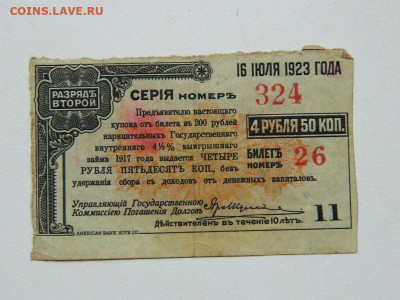 COINS.LAVE.RU
РАЗРЯДЪ
ВТОРОЙ
16 ІЮЛЯ 1923 ГОДА
СЕРІЯ НОМЕРЪ
324
Предъявителю настоящаго
купона отъ билета въ 200 рублей
нарицательныхъ Государственнаго
внутренняго 4½% выигрышнаго
займа 1917 года выдается ЧЕТЫРЕ
РУБЛЯ ПЯТЬДЕСЯТЪ КОП., безъ
удержанія сбора съ доходовъ отъ денежныхъ капиталовъ.
4 РУБЛЯ 50 КОП.
БИЛЕТЪ
НОМЕРЪ 26
Управляющій Государственною
Коммиссіею Погашенія Долговъ
11
Дѣйствителенъ въ теченіе 10 лѣтъ.
AMERICAN BANK NOTE CO.